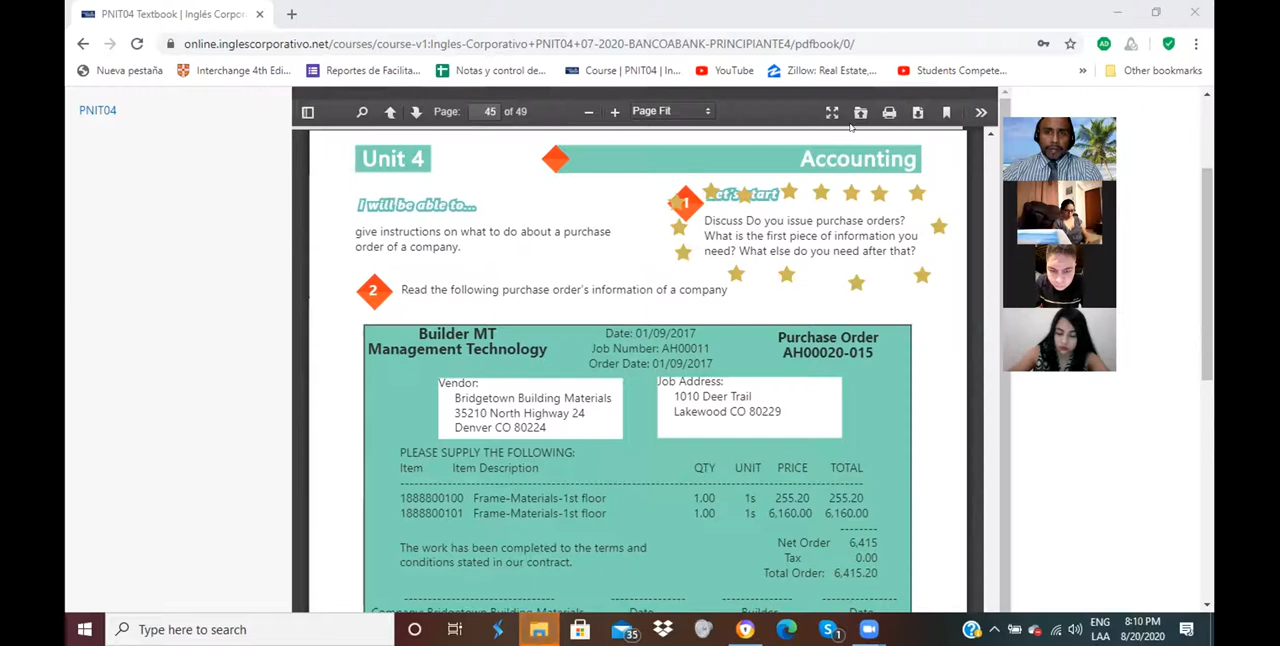 PNIT04 Textbook | Inglés Corpor
online.inglescorporativo.net/courses/course-v1:Ingles-Corporativo+PNIT04+07-2020-BANCOABANK-PRINCIPIANTE4/pdfbook/0/
Nueva pestaña
Interchange 4th Edi...
Reportes de Facilita...
Notas y control de...
Course | PNIT04 | In...
YouTube
Zillow: Real Estate,...
Students Compete...
»
Other bookmarks
PNIT04
Page: 45 of 49
Page Fit
Unit 4
Accounting
I will be able to...
give instructions on what to do about a purchase
order of a company.
1
Let's start
Discuss Do you issue purchase orders?
What is the first piece of information you
need? What else do you need after that?
2
Read the following purchase order's information of a company
Builder MT
Management Technology
Date: 01/09/2017
Job Number: AH00011
Order Date: 01/09/2017
Purchase Order
AH00020-015
Vendor:
Bridgetown Building Materials
35210 North Highway 24
Denver CO 80224
Job Address:
1010 Deer Trail
Lakewood CO 80229
PLEASE SUPPLY THE FOLLOWING:
Item Item Description QTY UNIT PRICE TOTAL
1888800100 Frame-Materials-1st floor 1.00 1s 255.20 255.20
1888800101 Frame-Materials-1st floor 1.00 1s 6,160.00 6,160.00
Net Order 6,415
Tax 0.00
Total Order: 6,415.20
The work has been completed to the terms and
conditions stated in our contract.
Company: Bridgetown Building Materials Date Builder Date
Type here to search
35
1
ENG
LAA
8:10 PM
8/20/2020